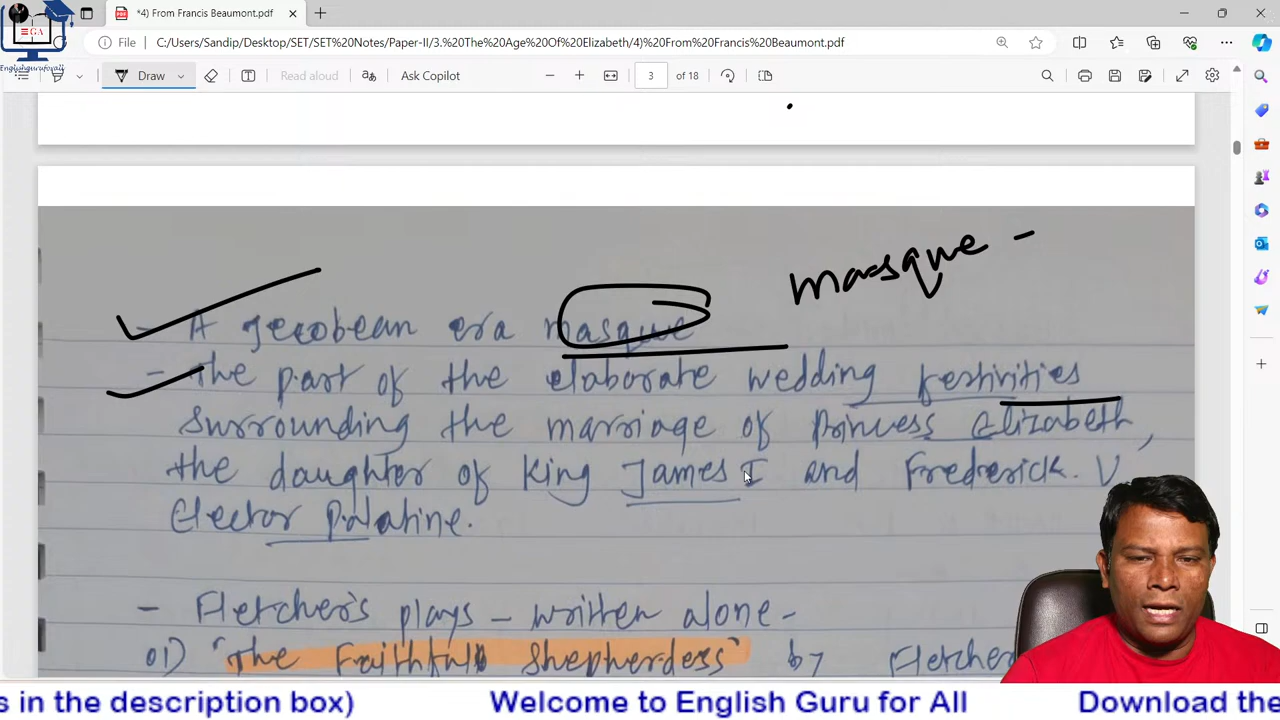 *4) From Francis Beaumont.pdf
File
C:/Users/Sandip/Desktop/SET/SET%20Notes/Paper-II/3.%20The%20Age%20Of%20Elizabeth/4)%20From%20Francis%20Beaumont.pdf
Draw
Read aloud
Ask Copilot
3 of 18
EGA
Englishguruforall
masque -
- A gecobean era masque
- The part of the elaborate wedding festivities
surrounding the marriage of Princess Elizabeth,
the daughter of King James I and Frederick. V
Elector Palatine.
- Fletcher's plays - written alone -
01) "The Faithful Shepherdess" by Fletcher
s in the description box) Welcome to English Guru for All Download the